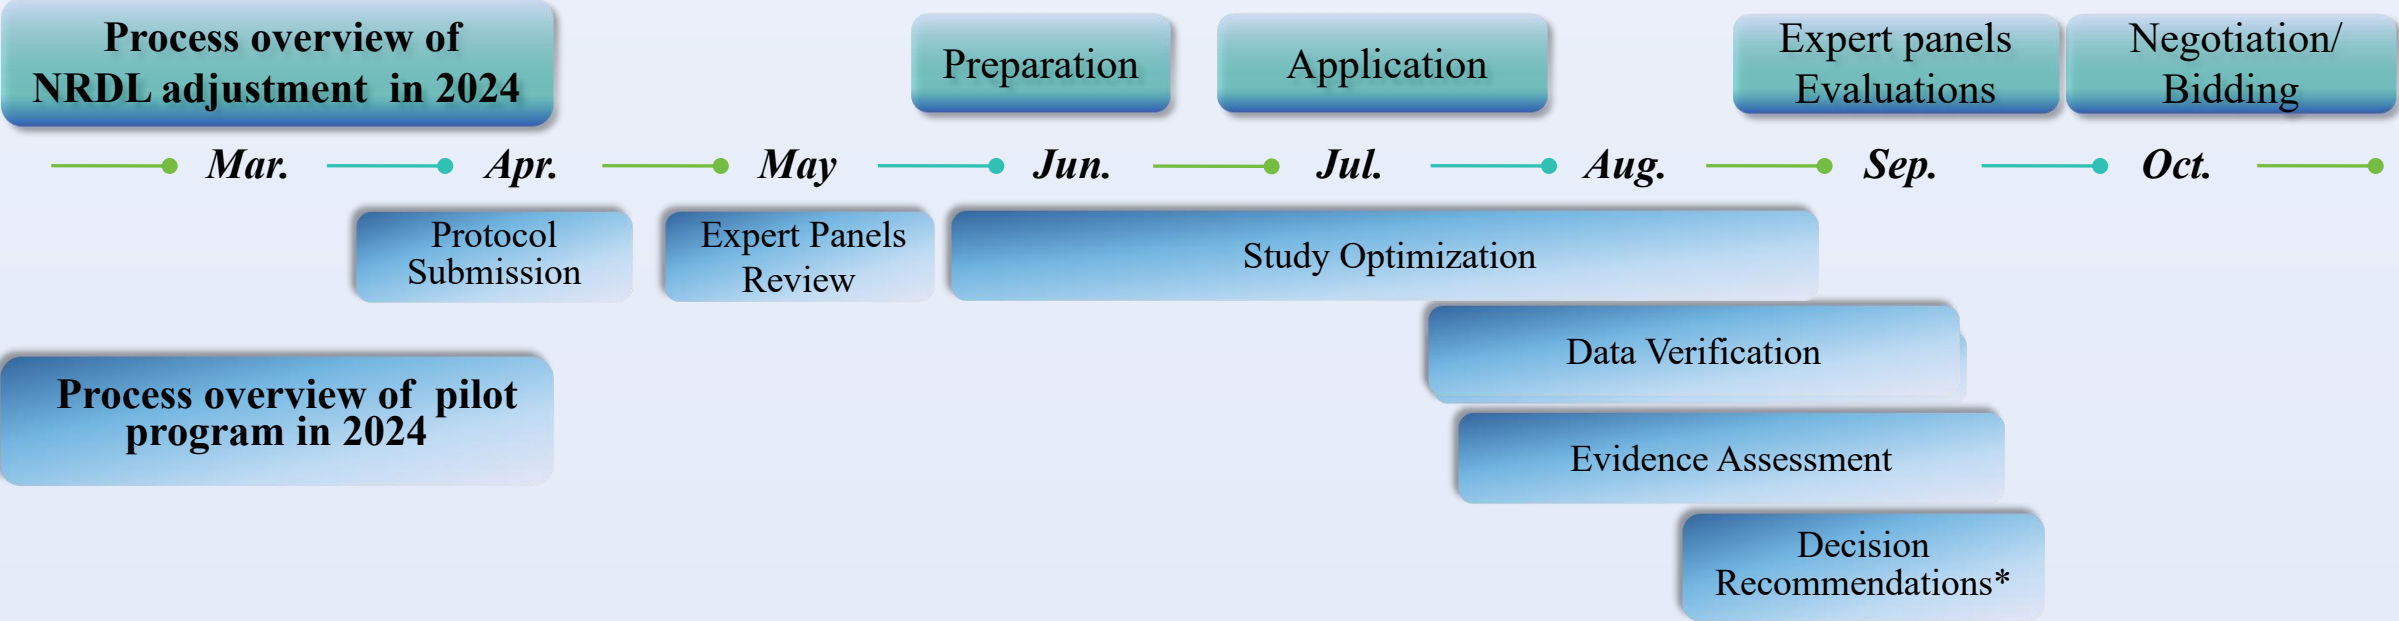 Process overview of
NRDL adjustment in 2024
Preparation
Application
Expert panels
Evaluations
Negotiation/
Bidding
Mar.
Apr.
May
Jun.
Jul.
Aug.
Sep.
Oct.
Protocol
Submission
Expert Panels
Review
Study Optimization
Data Verification
Process overview of pilot
program in 2024
Evidence Assessment
Decision
Recommendations*